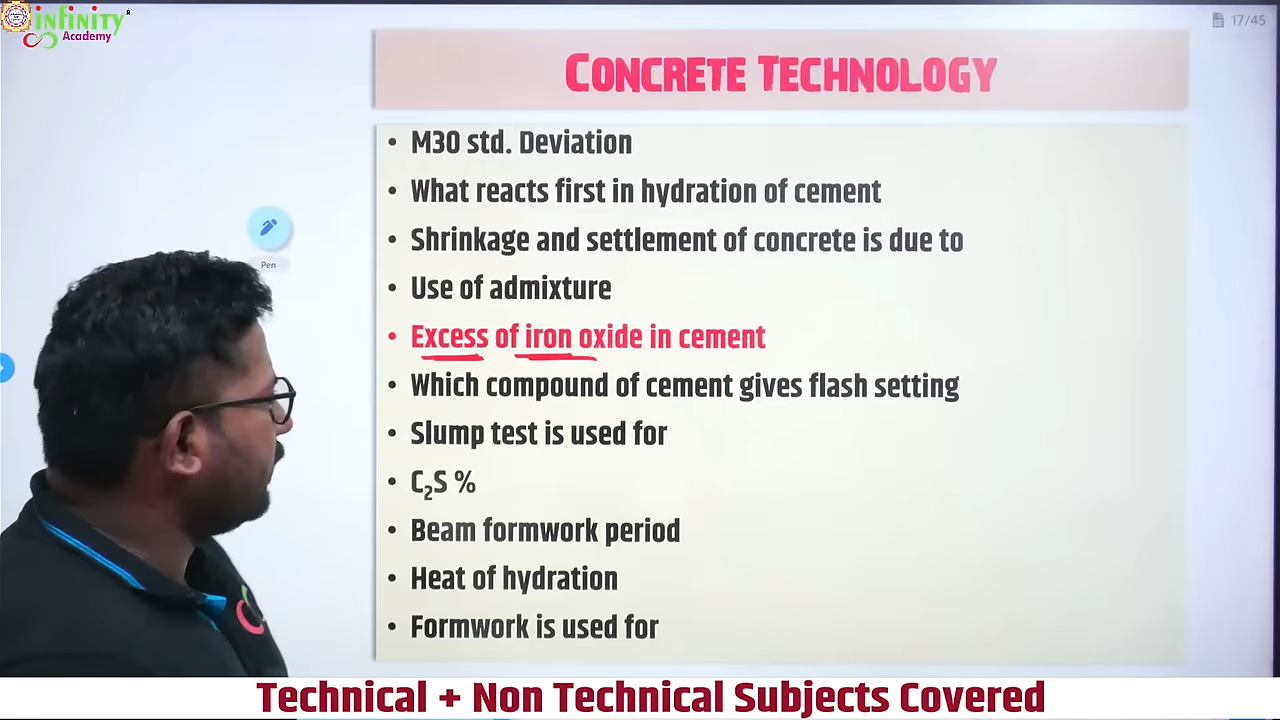 infinity
Academy
17/45
CONCRETE TECHNOLOGY
Pen
• M30 std. Deviation
• What reacts first in hydration of cement
• Shrinkage and settlement of concrete is due to
• Use of admixture
• Excess of iron oxide in cement
• Which compound of cement gives flash setting
• Slump test is used for
• C₂S %
• Beam formwork period
• Heat of hydration
• Formwork is used for
Technical + Non Technical Subjects Covered